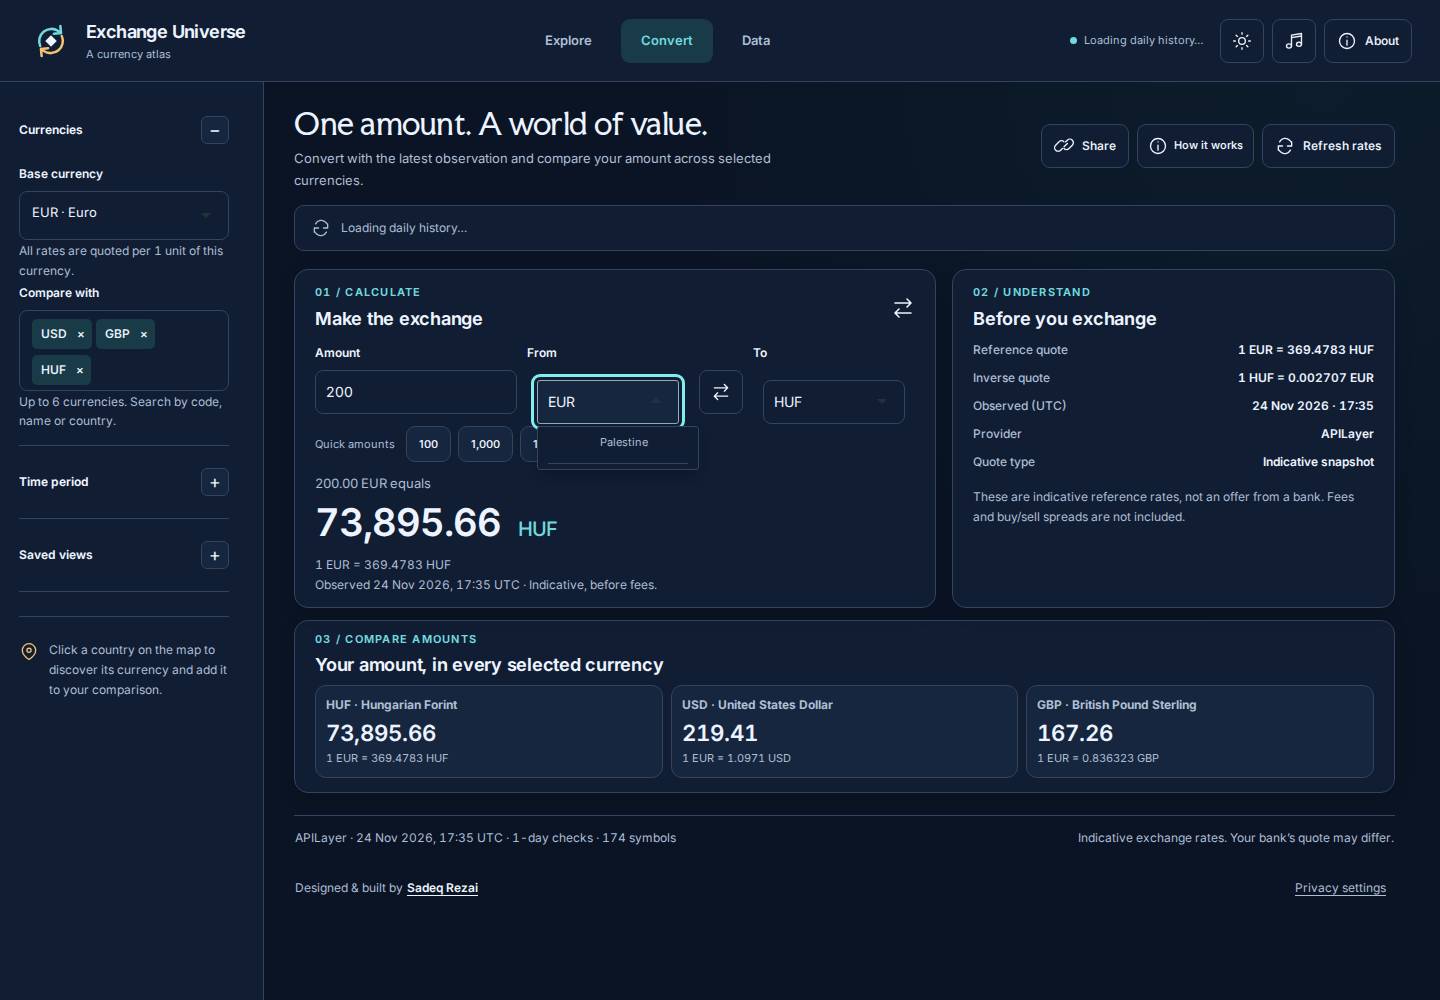 Exchange Universe
A currency atlas
Explore
Convert
Data
Loading daily history...
About
Currencies
−
Base currency
EUR · Euro
All rates are quoted per 1 unit of this
currency.
Compare with
USD ×
GBP ×
HUF ×
Up to 6 currencies. Search by code,
name or country.
Time period
+
Saved views
+
Click a country on the map to
discover its currency and add it
to your comparison.
One amount. A world of value.
Convert with the latest observation and compare your amount across selected
currencies.
Share
How it works
Refresh rates
Loading daily history...
01 / CALCULATE
Make the exchange
Amount
From
To
200
EUR
HUF
Palestine
Quick amounts
100
1,000
200.00 EUR equals
73,895.66 HUF
1 EUR = 369.4783 HUF
Observed 24 Nov 2026, 17:35 UTC · Indicative, before fees.
02 / UNDERSTAND
Before you exchange
Reference quote 1 EUR = 369.4783 HUF
Inverse quote 1 HUF = 0.002707 EUR
Observed (UTC) 24 Nov 2026 · 17:35
Provider APILayer
Quote type Indicative snapshot
These are indicative reference rates, not an offer from a bank. Fees
and buy/sell spreads are not included.
03 / COMPARE AMOUNTS
Your amount, in every selected currency
HUF · Hungarian Forint
73,895.66
1 EUR = 369.4783 HUF
USD · United States Dollar
219.41
1 EUR = 1.0971 USD
GBP · British Pound Sterling
167.26
1 EUR = 0.836323 GBP
APILayer · 24 Nov 2026, 17:35 UTC · 1-day checks · 174 symbols
Indicative exchange rates. Your bank's quote may differ.
Designed & built by Sadeq Rezai
Privacy settings